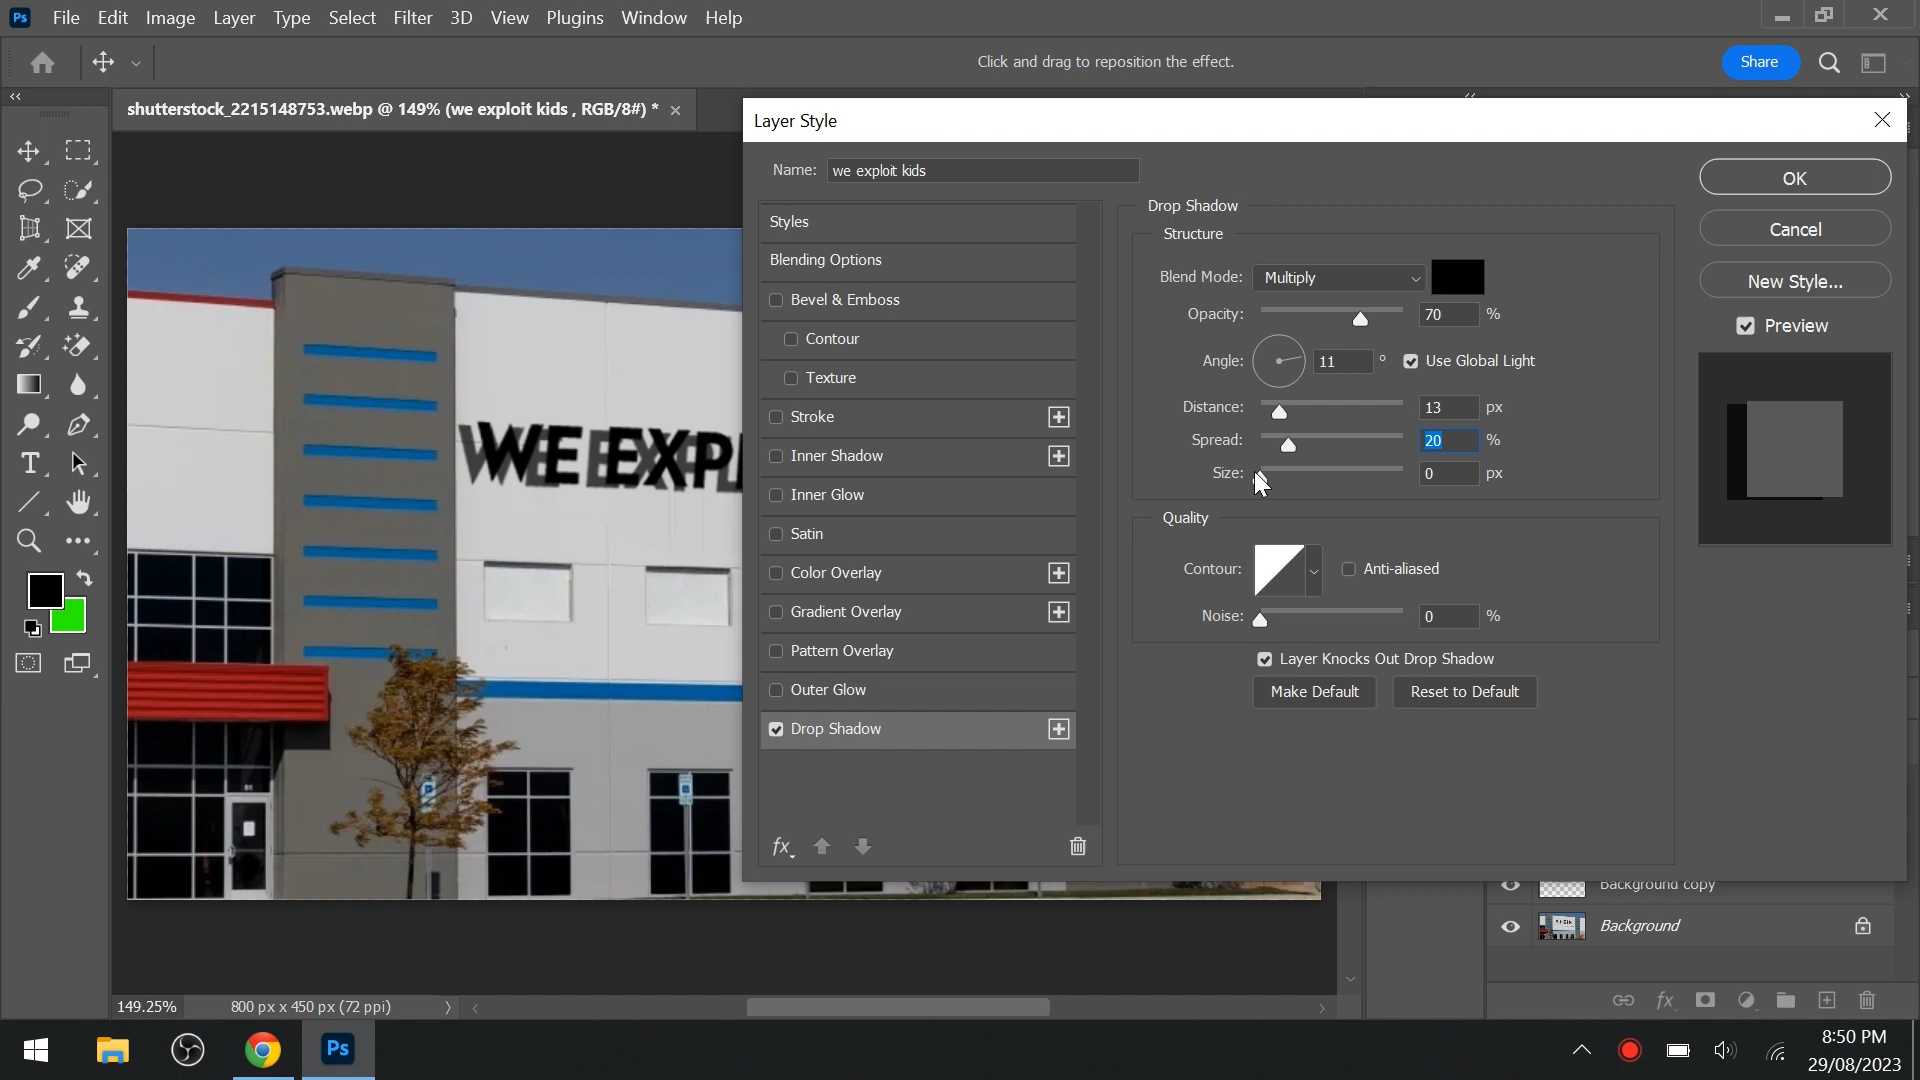 Ps File Edit Image Layer Type Select Filter 3D View Plugins Window Help
Click and drag to reposition the effect.
Share
shutterstock_2215148753.webp @ 149% (we exploit kids , RGB/8#) *
Layer Style
Name: we exploit kids
OK
Cancel
New Style...
Preview
Styles
Blending Options
Bevel & Emboss
Contour
Texture
Stroke
Inner Shadow
Inner Glow
Satin
Color Overlay
Gradient Overlay
Pattern Overlay
Outer Glow
Drop Shadow
fx
Drop Shadow
Structure
Blend Mode: Multiply
Opacity: 70 %
Angle: 11 ° Use Global Light
Distance: 13 px
Spread: 20 %
Size: 0 px
Quality
Contour: Anti-aliased
Noise: 0 %
Layer Knocks Out Drop Shadow
Make Default Reset to Default
WE EXPL
T
Background copy
Background
fx
149.25% 800 px x 450 px (72 ppi)
Ps
8:50 PM
29/08/2023